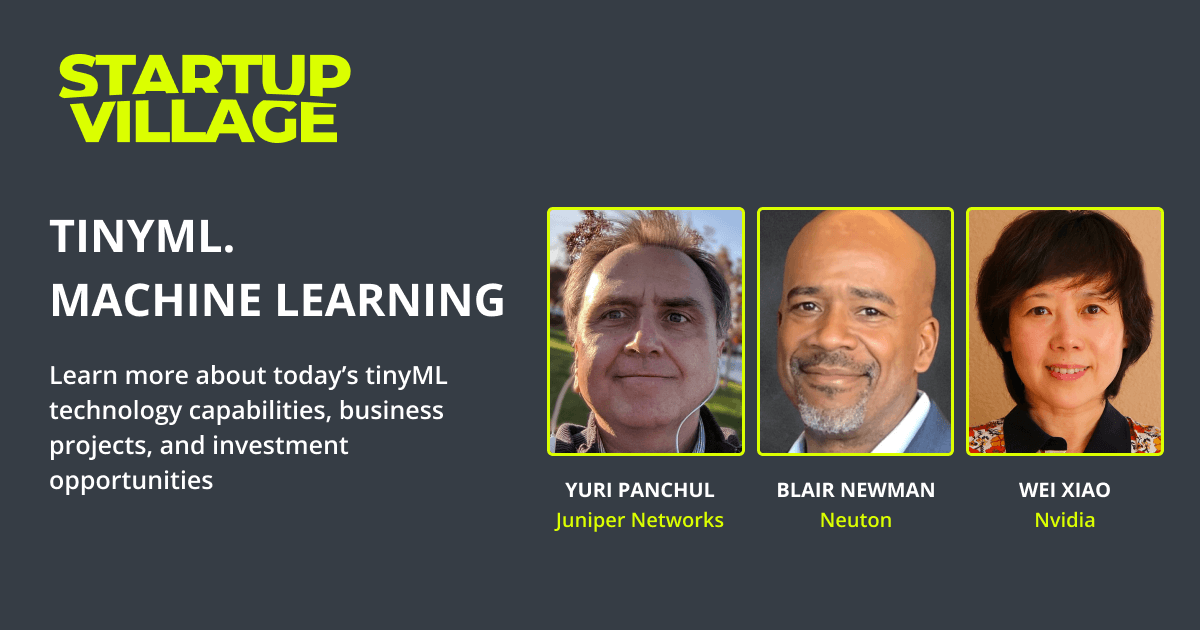 STARTUP
VILLAGE
TINYML.
MACHINE LEARNING
Learn more about today’s tinyML
technology capabilities, business
projects, and investment
opportunities
YURI PANCHUL
Juniper Networks
BLAIR NEWMAN
Neuton
WEI XIAO
Nvidia